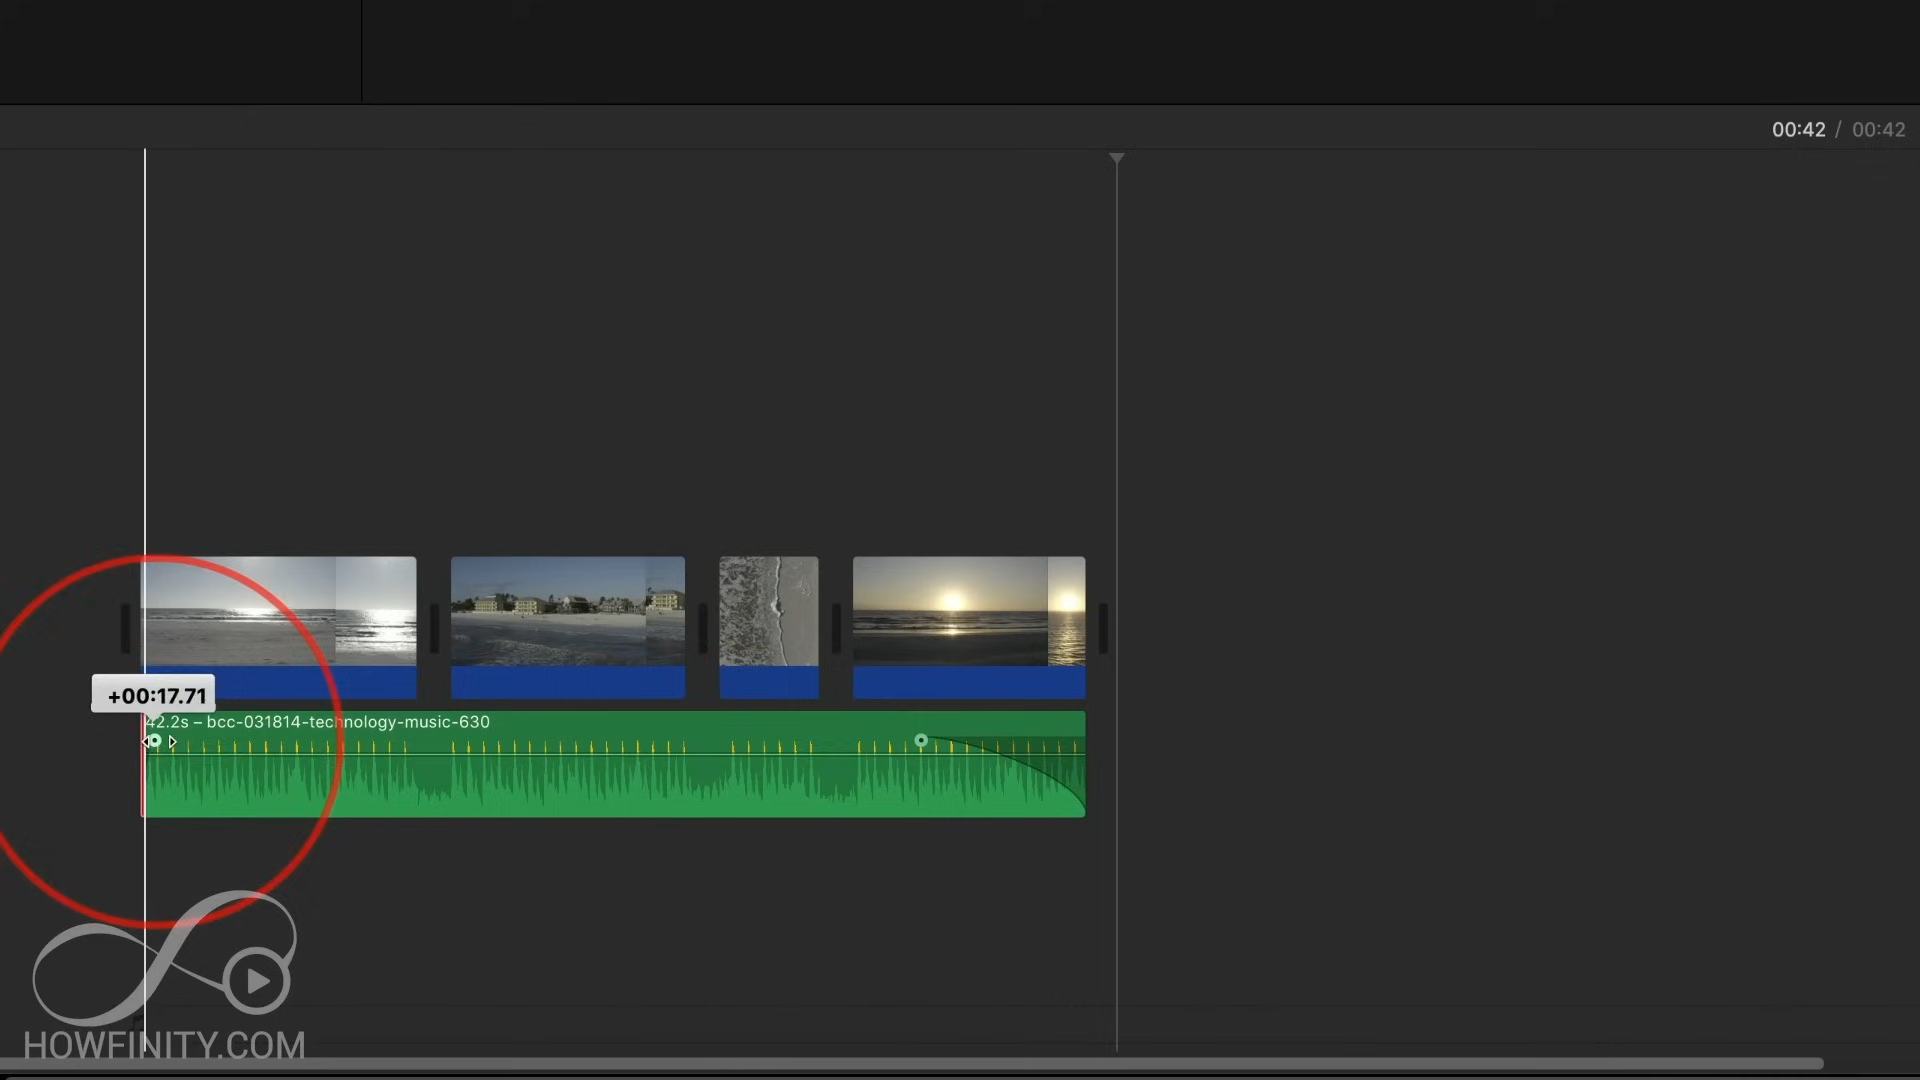 00:42 / 00:42
+00:17.71
42.2s – bcc-031814-technology-music-630
HOWFINITY.COM